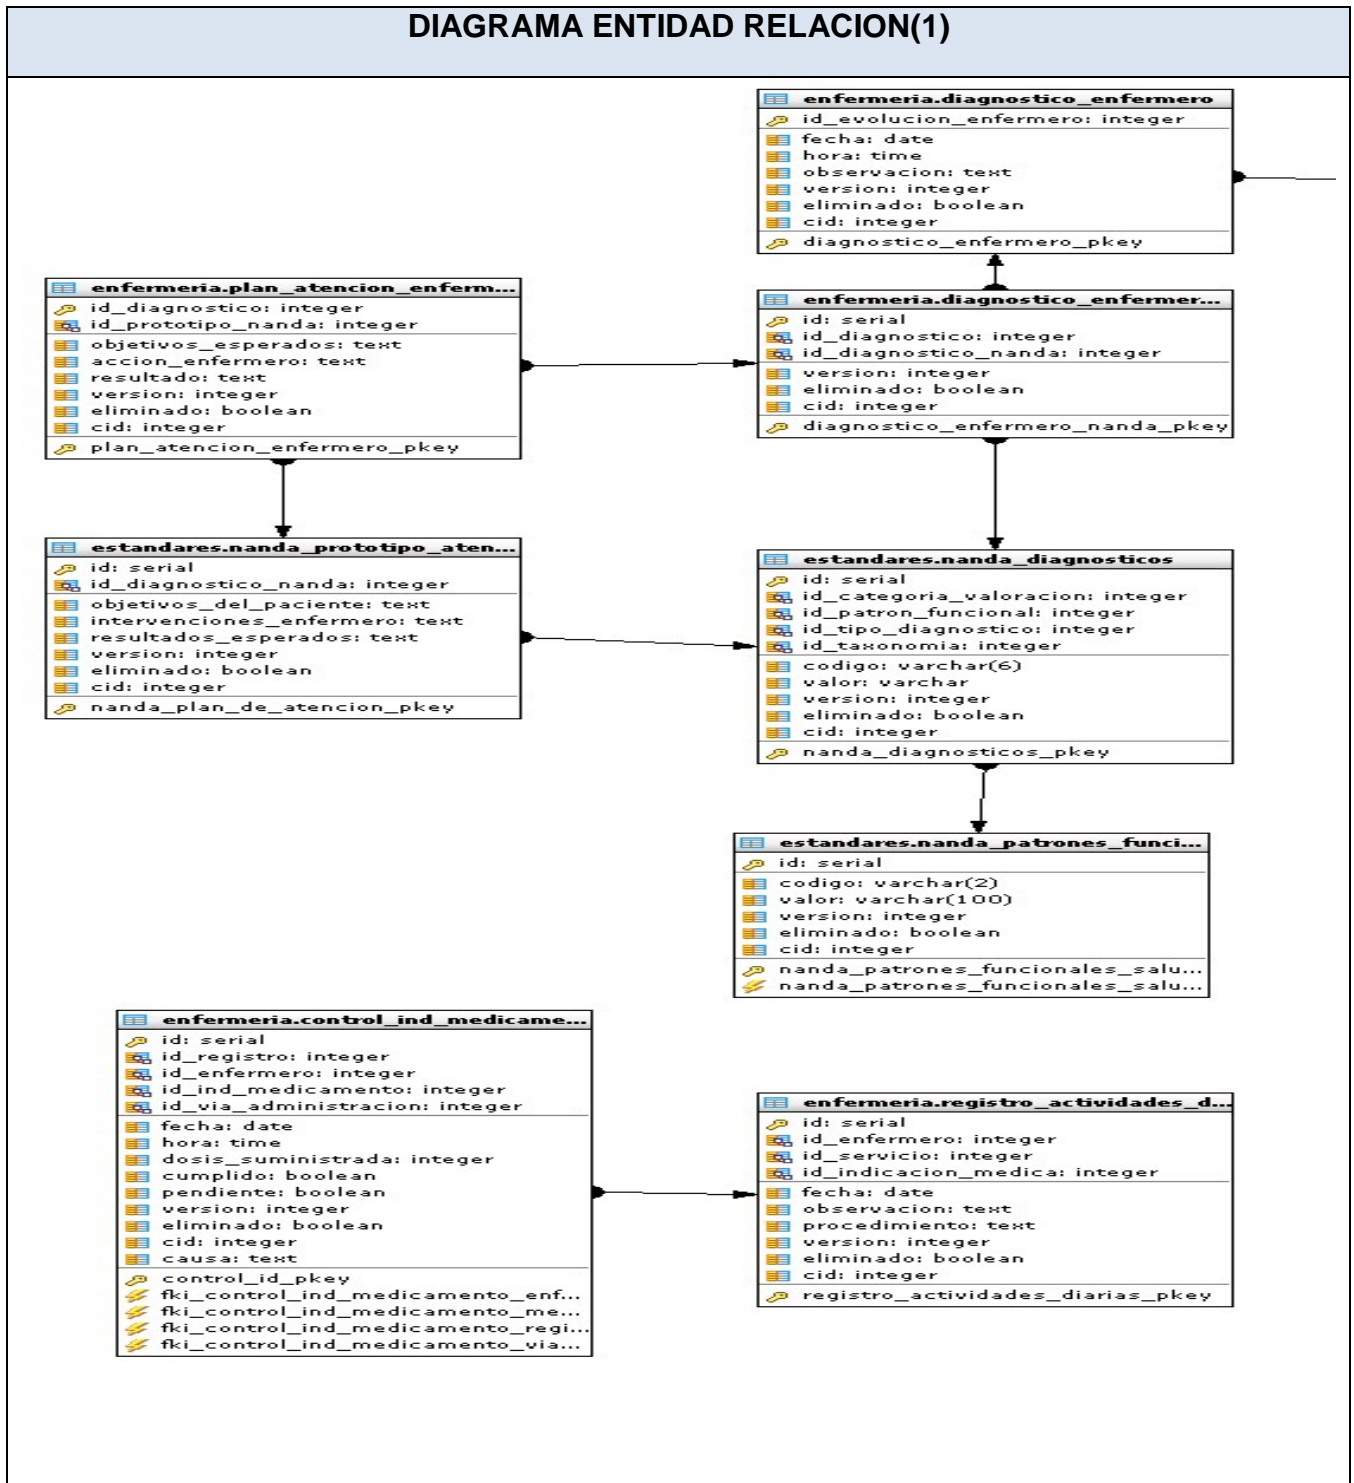 DIAGRAMA ENTIDAD RELACION(1)
enfermeria.diagnostico_enfermero
id_evolucion_enfermero: integer
fecha: date
hora: time
observacion: text
version: integer
eliminado: boolean
cid: integer
diagnostico_enfermero_pkey
enfermeria.plan_atencion_enferm...
id_diagnostico: integer
id_prototipo_nanda: integer
objetivos_esperados: text
accion_enfermero: text
resultado: text
version: integer
eliminado: boolean
cid: integer
plan_atencion_enfermero_pkey
enfermeria.diagnostico_enfermer...
id: serial
id_diagnostico: integer
id_diagnostico_nanda: integer
version: integer
eliminado: boolean
cid: integer
diagnostico_enfermero_nanda_pkey
estandares.nanda_prototipo_aten...
id: serial
id_diagnostico_nanda: integer
objetivos_del_paciente: text
intervenciones_enfermero: text
resultados_esperados: text
version: integer
eliminado: boolean
cid: integer
nanda_plan_de_atencion_pkey
estandares.nanda_diagnosticos
id: serial
id_categoria_valoracion: integer
id_patron_funcional: integer
id_tipo_diagnostico: integer
id_taxonomia: integer
codigo: varchar(6)
valor: varchar
version: integer
eliminado: boolean
cid: integer
nanda_diagnosticos_pkey
estandares.nanda_patrones_funci...
id: serial
codigo: varchar(2)
valor: varchar(100)
version: integer
eliminado: boolean
cid: integer
nanda_patrones_funcionales_salu...
nanda_patrones_funcionales_salu...
enfermeria.control_ind_medicame...
id: serial
id_registro: integer
id_enfermero: integer
id_ind_medicamento: integer
id_via_administracion: integer
fecha: date
hora: time
dosis_suministrada: integer
cumplido: boolean
pendiente: boolean
version: integer
eliminado: boolean
cid: integer
causa: text
control_id_pkey
fki_control_ind_medicamento_enf...
fki_control_ind_medicamento_me...
fki_control_ind_medicamento_regi...
fki_control_ind_medicamento_via...
enfermeria.registro_actividades_d...
id: serial
id_enfermero: integer
id_servicio: integer
id_indicacion_medica: integer
fecha: date
observacion: text
procedimiento: text
version: integer
eliminado: boolean
cid: integer
registro_actividades_diarias_pkey